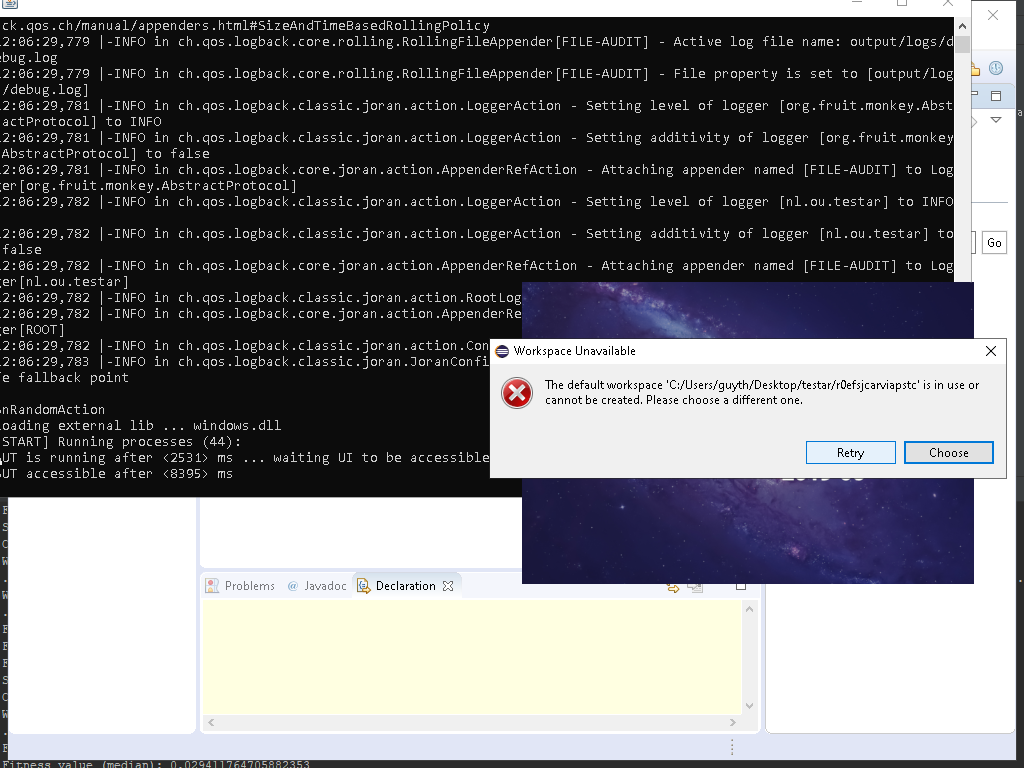 ck.qos.ch/manual/appenders.html#SizeAndTimeBasedRollingPolicy
2:06:29,779 |-INFO in ch.qos.logback.core.rolling.RollingFileAppender[FILE-AUDIT] - Active log file name: output/logs/d
ebug.log
2:06:29,779 |-INFO in ch.qos.logback.core.rolling.RollingFileAppender[FILE-AUDIT] - File property is set to [output/log
/debug.log]
2:06:29,781 |-INFO in ch.qos.logback.classic.joran.action.LoggerAction - Setting level of logger [org.fruit.monkey.Abst
actProtocol] to INFO
2:06:29,781 |-INFO in ch.qos.logback.classic.joran.action.LoggerAction - Setting additivity of logger [org.fruit.monkey
AbstractProtocol] to false
2:06:29,781 |-INFO in ch.qos.logback.core.joran.action.AppenderRefAction - Attaching appender named [FILE-AUDIT] to Log
ger[org.fruit.monkey.AbstractProtocol]
2:06:29,782 |-INFO in ch.qos.logback.classic.joran.action.LoggerAction - Setting level of logger [nl.ou.testar] to INFO
2:06:29,782 |-INFO in ch.qos.logback.classic.joran.action.LoggerAction - Setting additivity of logger [nl.ou.testar] to
false
2:06:29,782 |-INFO in ch.qos.logback.core.joran.action.AppenderRefAction - Attaching appender named [FILE-AUDIT] to Log
ger[nl.ou.testar]
2:06:29,782 |-INFO in ch.qos.logback.classic.joran.action.RootLog
2:06:29,782 |-INFO in ch.qos.logback.core.joran.action.AppenderRe
ger[ROOT]
2:06:29,782 |-INFO in ch.qos.logback.classic.joran.action.Con
2:06:29,783 |-INFO in ch.qos.logback.classic.joran.JoranConfi
e fallback point
nRandomAction
oading external lib ... windows.dll
START] Running processes (44):
UT is running after <2531> ms ... waiting UI to be accessible
UT accessible after <8395> ms
Go
Workspace Unavailable
The default workspace 'C:/Users/guyth/Desktop/testar/r0efsjcarviapstc' is in use or
cannot be created. Please choose a different one.
Retry
Choose
Problems
@ Javadoc
Declaration
Fitness value (median): 0.029411764705882353